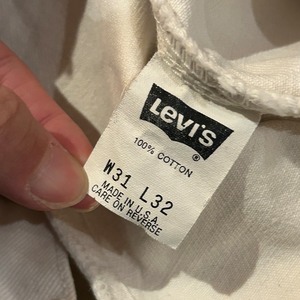 Levi's
®
100% COTTON
W31 L32
MADE IN U.S.A.
CARE ON REVERSE